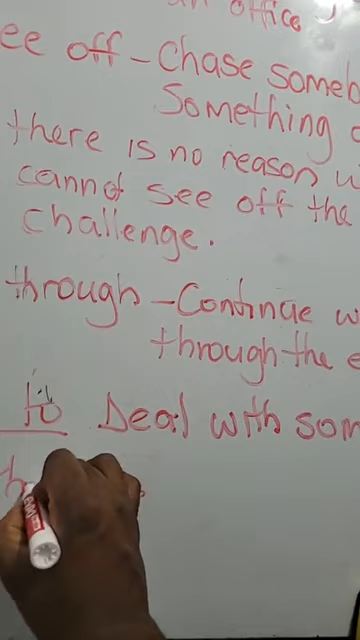 office
ee off - Chase someb
Something
there is no reason w
cannot see off the
challenge.
through - Continue w
through the e
to Deal with som